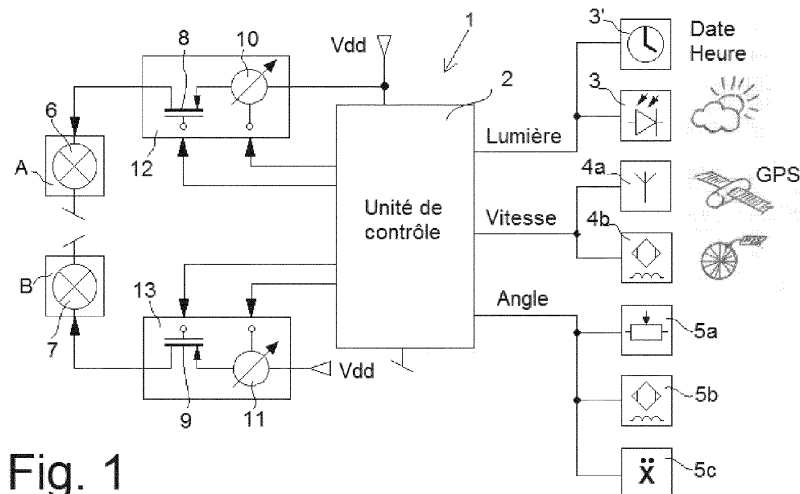 3'
Date
Heure
8
10
Vdd
1
2
3
Lumière
6
A
12
4a
GPS
Unité de
contrôle
Vitesse
4b
B
13
Angle
5a
7
Vdd
9
11
5b
5c
ẍ
Fig. 1